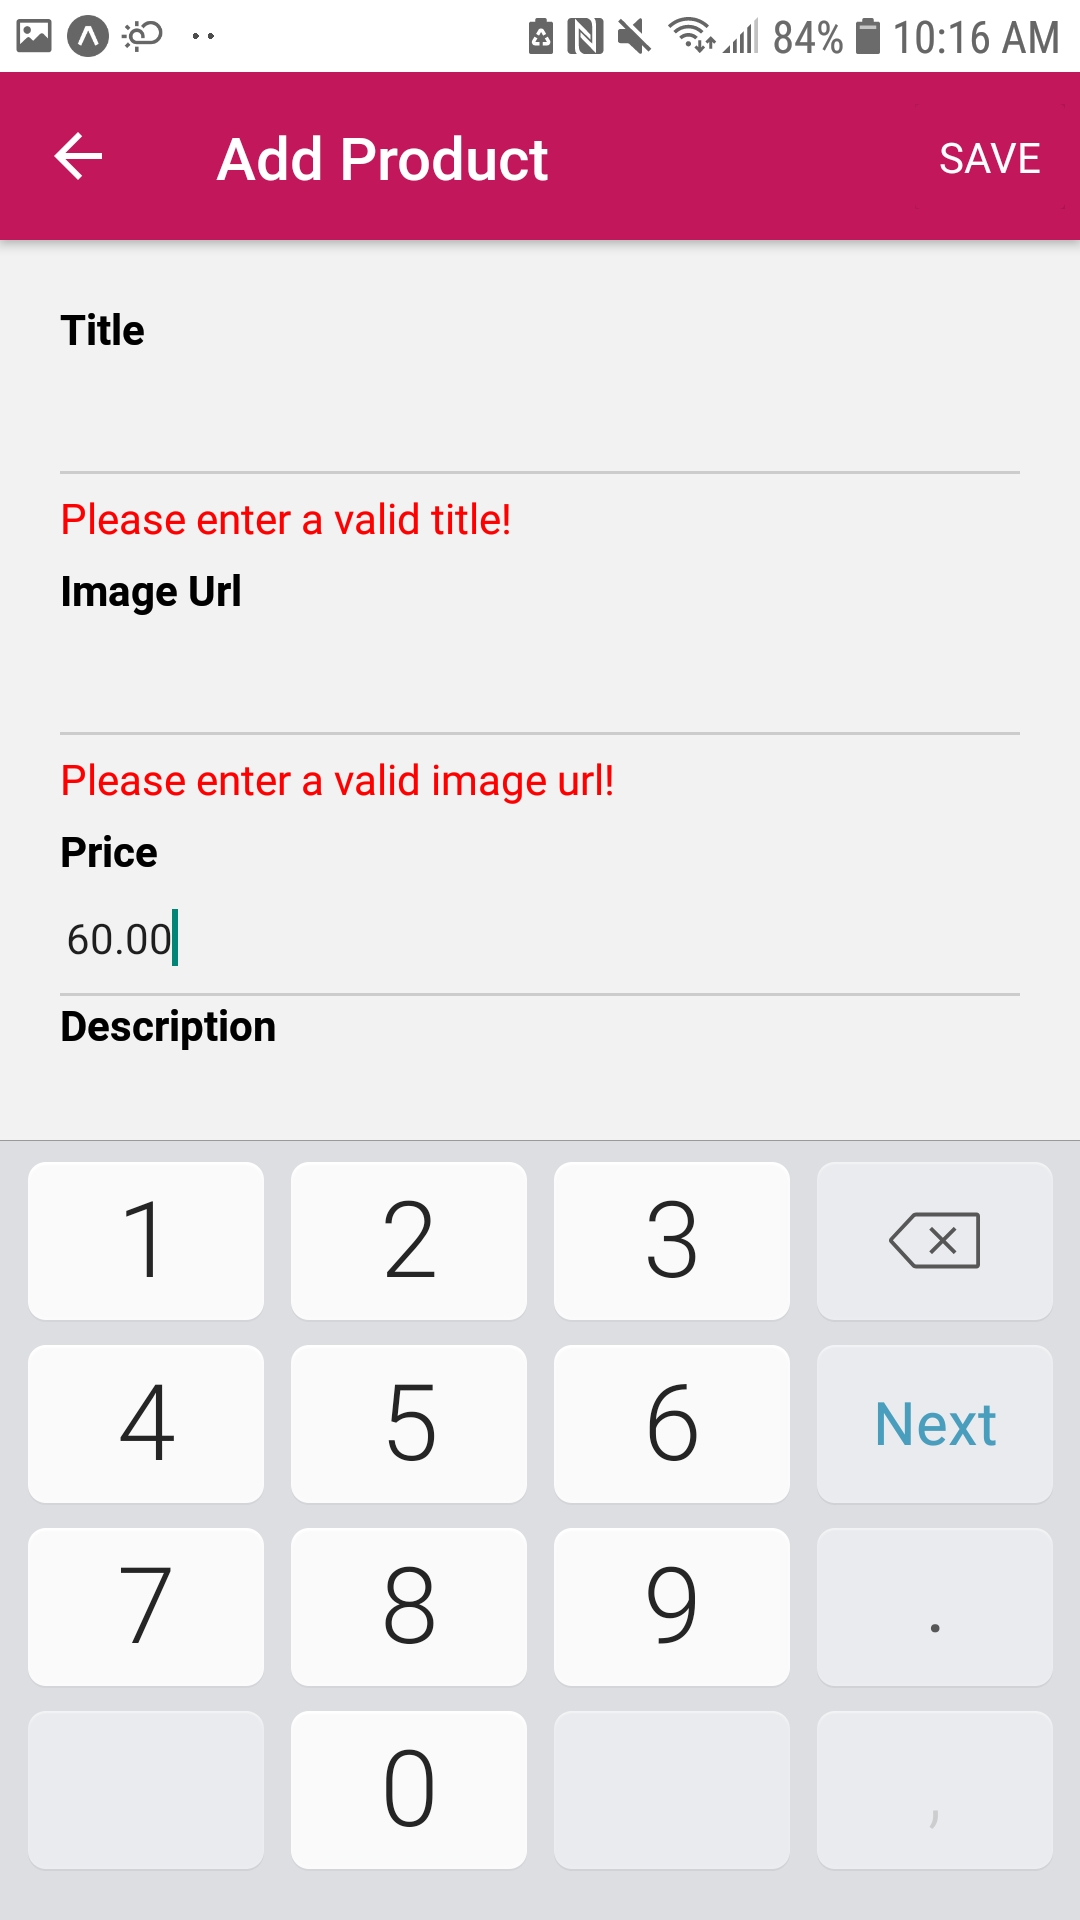 84% 10:16 AM
Add Product SAVE
Title
Please enter a valid title!
Image Url
Please enter a valid image url!
Price
60.00
Description
1 2 3
4 5 6 Next
7 8 9 .
0 ,